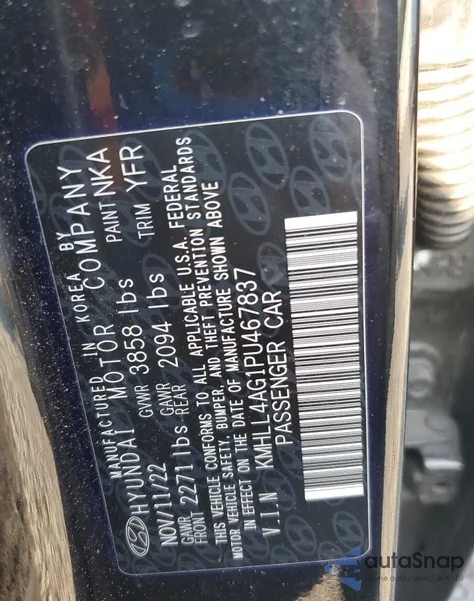 MANUFACTURED IN KOREA BY
HYUNDAI MOTOR COMPANY
NOV/11/22 GVWR 3858 lbs PAINT NKA
GAWR FRONT 2271 lbs GAWR REAR 2094 lbs TRIM YFR
THIS VEHICLE CONFORMS TO ALL APPLICABLE U.S.A. FEDERAL
MOTOR VEHICLE SAFETY, BUMPER, AND THEFT PREVENTION STANDARDS
IN EFFECT ON THE DATE OF MANUFACTURE SHOWN ABOVE
V.I.N KMHLL4AG1PU467837
PASSENGER CAR
autoSnap